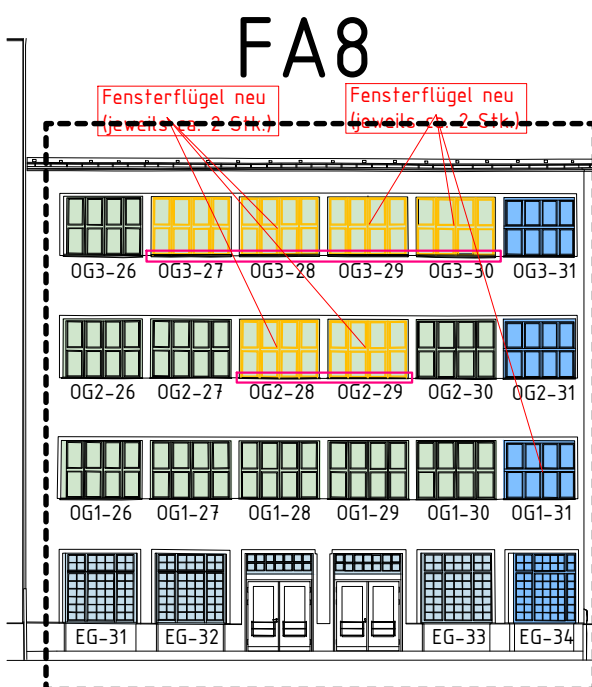 FA8
Fensterflügel neu
(jeweils ca. 2 Stk.)
Fensterflügel neu
(jeweils ca. 2 Stk.)
OG3-26 OG3-27 OG3-28 OG3-29 OG3-30 OG3-31
OG2-26 OG2-27 OG2-28 OG2-29 OG2-30 OG2-31
OG1-26 OG1-27 OG1-28 OG1-29 OG1-30 OG1-31
EG-31 EG-32 EG-33 EG-34